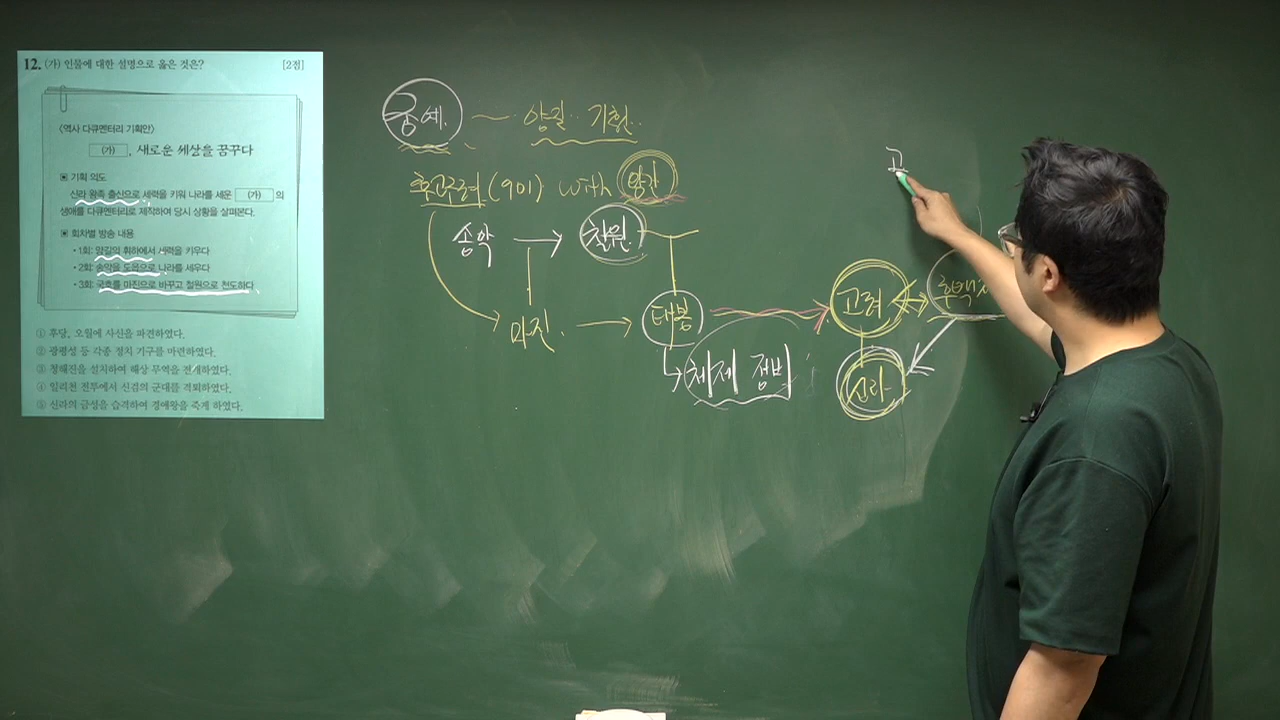 12. (가) 인물에 대한 설명으로 옳은 것은? [2점]
<역사 다큐멘터리 기획안>
(가) , 새로운 세상을 꿈꾸다
▣ 기획 의도
신라 왕족 출신으로 세력을 키워 나라를 세운 (가) 의
생애를 다큐멘터리로 제작하여 당시 상황을 살펴본다.
▣ 회차별 방송 내용
• 1회: 양길의 휘하에서 세력을 키우다
• 2회: 송악을 도읍으로 나라를 세우다
• 3회: 국호를 마진으로 바꾸고 철원으로 천도하다
① 후당, 오월에 사신을 파견하였다.
② 광평성 등 각종 정치 기구를 마련하였다.
③ 청해진을 설치하여 해상 무역을 전개하였다.
④ 일리천 전투에서 신검의 군대를 격퇴하였다.
⑤ 신라의 금성을 습격하여 경애왕을 죽게 하였다.
궁예 ~ 양길 기훤
후고구려 (901) with 왕건
송악 → 철원
마진 → 태봉 → 고려 ↔ 후백제
체제 정비
신라
고